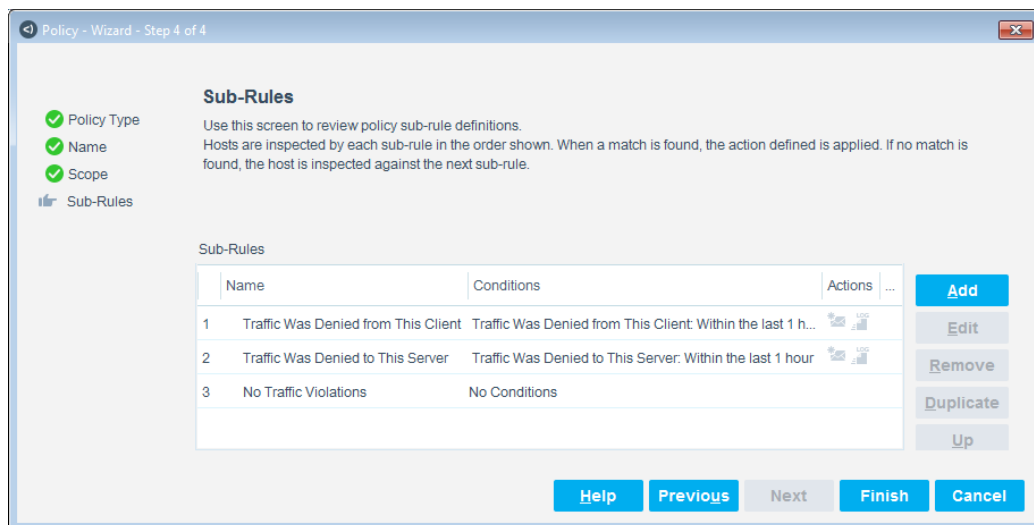 Policy - Wizard - Step 4 of 4
Policy Type
Name
Scope
Sub-Rules
Sub-Rules
Use this screen to review policy sub-rule definitions.
Hosts are inspected by each sub-rule in the order shown. When a match is found, the action defined is applied. If no match is
found, the host is inspected against the next sub-rule.
Sub-Rules
Name Conditions Actions ...
1 Traffic Was Denied from This Client Traffic Was Denied from This Client: Within the last 1 h... LOG
2 Traffic Was Denied to This Server Traffic Was Denied to This Server: Within the last 1 hour LOG
3 No Traffic Violations No Conditions
Add
Edit
Remove
Duplicate
Up
Help Previous Next Finish Cancel